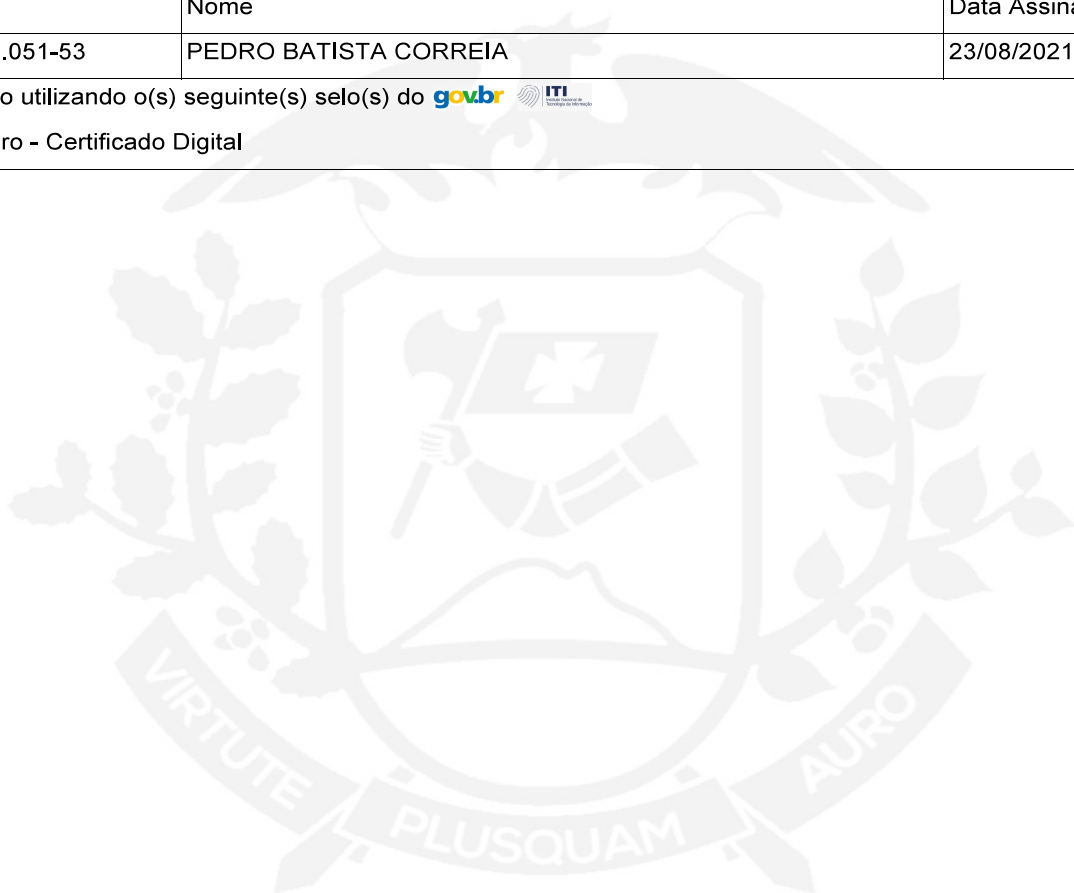 Nome Data Assina
.051-53 PEDRO BATISTA CORREIA 23/08/2021
o utilizando o(s) seguinte(s) selo(s) do gov.br ITI
ro - Certificado Digital
VIRTUTE PLUSQUAM AURO